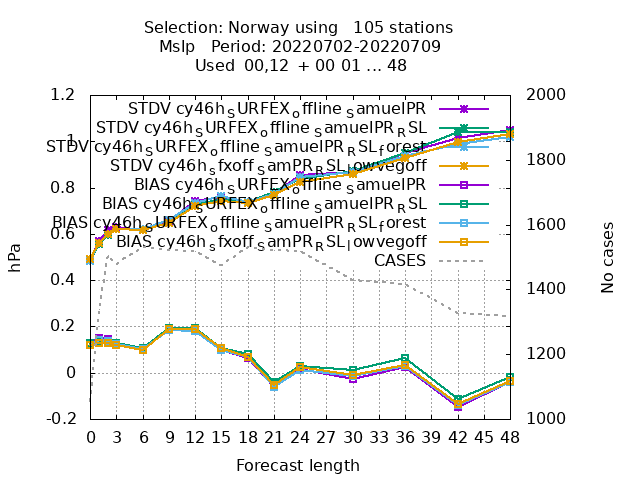 Selection: Norway using 105 stations
Mslp Period: 20220702-20220709
Used 00,12 + 00 01 ... 48
hPa
1.2
1
0.8
0.6
0.4
0.2
0
-0.2
STDV cy46h_SURFEX_offline_samuelPR
STDV cy46h_SURFEX_offline_samuelPR_RSL
STDV cy46h_SURFEX_offline_samuelPR_RSL_forest
STDV cy46h_sfxoff_samPR_RSL_lowvegoff
BIAS cy46h_SURFEX_offline_samuelPR
BIAS cy46h_SURFEX_offline_samuelPR_RSL
BIAS cy46h_SURFEX_offline_samuelPR_RSL_forest
BIAS cy46h_sfxoff_samPR_RSL_lowvegoff
CASES
2000
1800
1600
1400
1200
1000
No cases
0 3 6 9 12 15 18 21 24 27 30 33 36 39 42 45 48
Forecast length